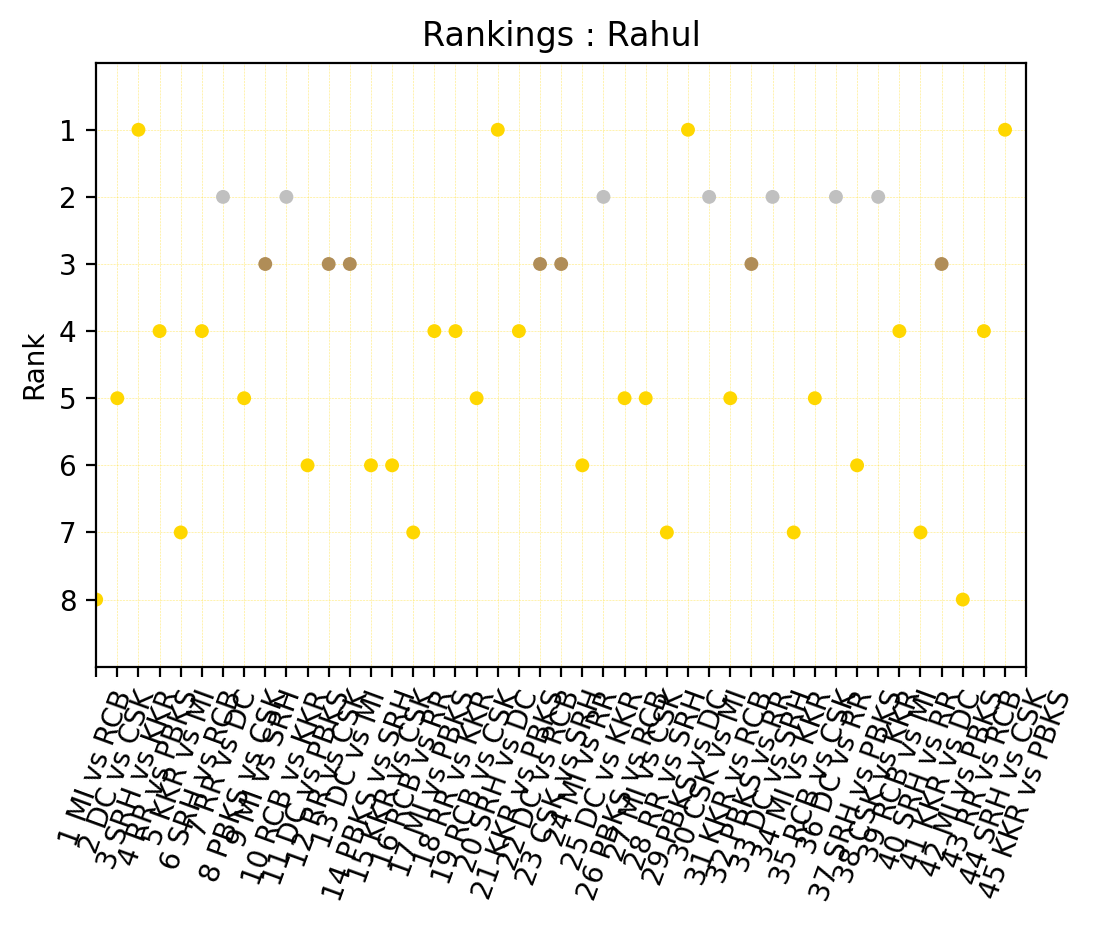 Rankings : Rahul
Rank
1
2
3
4
5
6
7
8
1 MI vs RCB
2 DC vs CSK
3 SRH vs KKR
4 RR vs PBKS
5 KKR vs MI
6 SRH vs RCB
7 RR vs DC
8 PBKS vs CSK
9 MI vs SRH
10 RCB vs KKR
11 DC vs PBKS
12 RR vs CSK
13 DC vs MI
14 PBKS vs SRH
15 KKR vs CSK
16 RCB vs RR
17 MI vs PBKS
18 RR vs KKR
19 RCB vs CSK
20 SRH vs DC
21 KKR vs PBKS
22 DC vs RCB
23 CSK vs SRH
24 MI vs RR
25 DC vs KKR
26 PBKS vs RCB
27 MI vs CSK
28 RR vs SRH
29 PBKS vs DC
30 CSK vs MI
31 KKR vs RCB
32 PBKS vs RR
33 DC vs SRH
34 MI vs KKR
35 RCB vs CSK
36 DC vs RR
37 SRH vs PBKS
38 CSK vs KKR
39 RCB vs MI
40 SRH vs RR
41 KKR vs DC
42 MI vs PBKS
43 RR vs RCB
44 SRH vs CSK
45 KKR vs PBKS